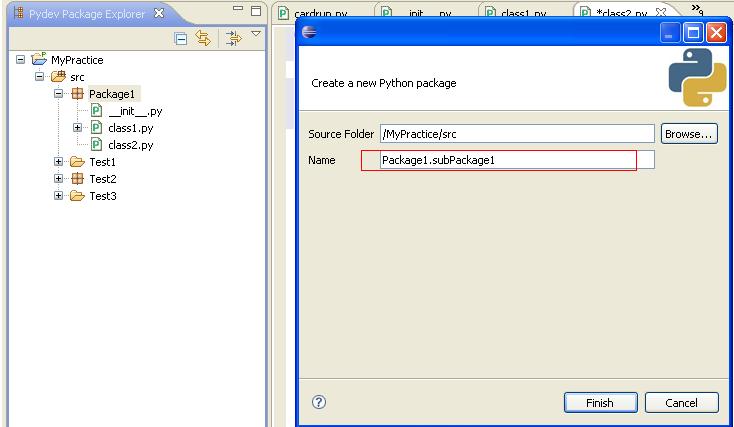 Pydev Package Explorer
MyPractice
src
Package1
__init__.py
class1.py
class2.py
Test1
Test2
Test3
cardrun.py
__init__.py
class1.py
*class2.py
»9
Create a new Python package
Source Folder
/MyPractice/src
Browse...
Name
Package1.subPackage1
?
Finish
Cancel